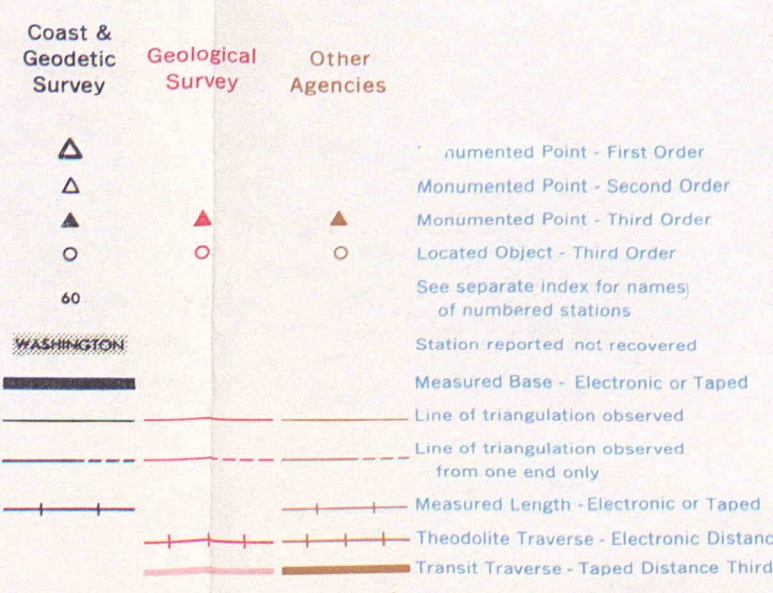 Coast &
Geodetic
Survey
Geological
Survey
Other
Agencies
numented Point - First Order
Monumented Point - Second Order
Monumented Point - Third Order
Located Object - Third Order
60
See separate index for names
of numbered stations
WASHINGTON
Station reported not recovered
Measured Base - Electronic or Taped
Line of triangulation observed
Line of triangulation observed
from one end only
Measured Length - Electronic or Taped
Theodolite Traverse - Electronic Distanc
Transit Traverse - Taped Distance Third